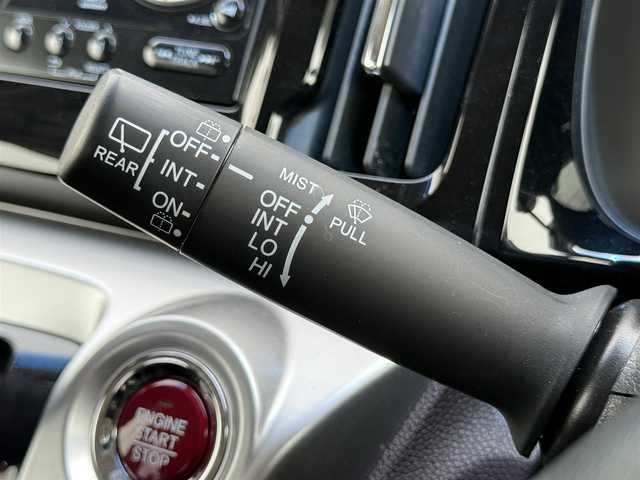 OFF
REAR
INT
ON
MIST
OFF
INT
LO
HI
PULL
ENGINE
START
STOP